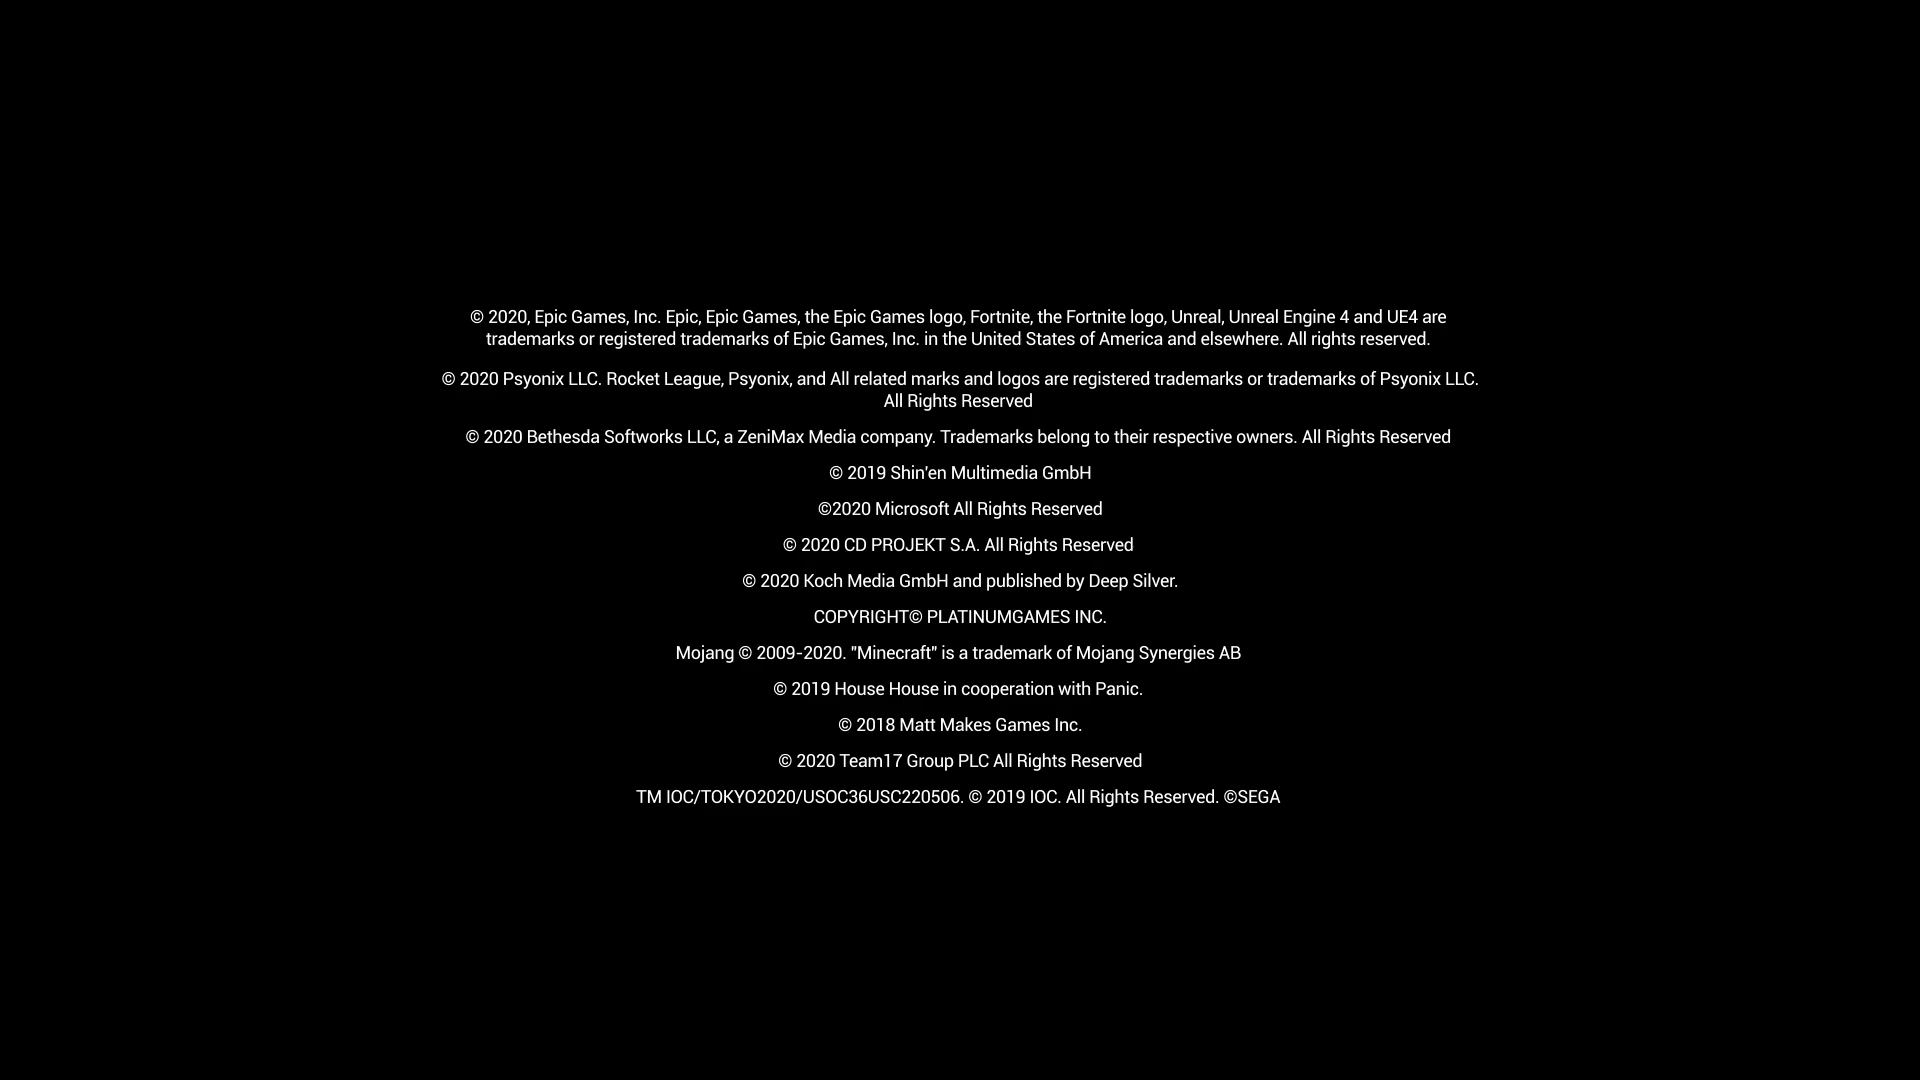 © 2020, Epic Games, Inc. Epic, Epic Games, the Epic Games logo, Fortnite, the Fortnite logo, Unreal, Unreal Engine 4 and UE4 are
trademarks or registered trademarks of Epic Games, Inc. in the United States of America and elsewhere. All rights reserved.
© 2020 Psyonix LLC. Rocket League, Psyonix, and All related marks and logos are registered trademarks or trademarks of Psyonix LLC.
All Rights Reserved
© 2020 Bethesda Softworks LLC, a ZeniMax Media company. Trademarks belong to their respective owners. All Rights Reserved
© 2019 Shin'en Multimedia GmbH
©2020 Microsoft All Rights Reserved
© 2020 CD PROJEKT S.A. All Rights Reserved
© 2020 Koch Media GmbH and published by Deep Silver.
COPYRIGHT© PLATINUMGAMES INC.
Mojang © 2009-2020. "Minecraft" is a trademark of Mojang Synergies AB
© 2019 House House in cooperation with Panic.
© 2018 Matt Makes Games Inc.
© 2020 Team17 Group PLC All Rights Reserved
TM IOC/TOKYO2020/USOC36USC220506. © 2019 IOC. All Rights Reserved. ©SEGA